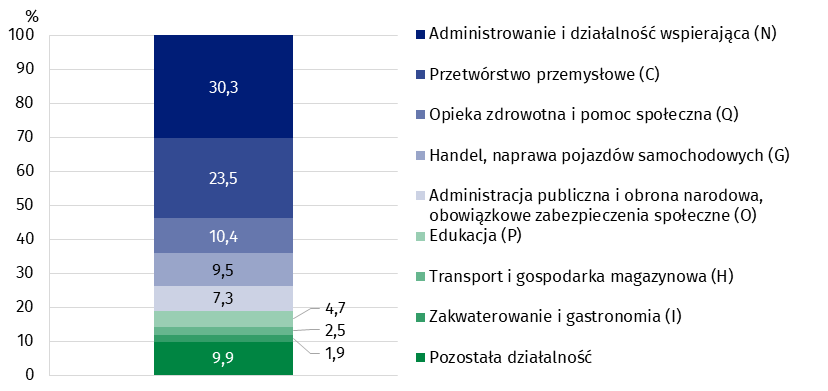 %
100
90
80
70
60
50
40
30
20
10
0
30,3
23,5
10,4
9,5
7,3
4,7
2,5
1,9
9,9
Administrowanie i działalność wspierająca (N)
Przetwórstwo przemysłowe (C)
Opieka zdrowotna i pomoc społeczna (Q)
Handel, naprawa pojazdów samochodowych (G)
Administracja publiczna i obrona narodowa,
obowiązkowe zabezpieczenia społeczne (O)
Edukacja (P)
Transport i gospodarka magazynowa (H)
Zakwaterowanie i gastronomia (I)
Pozostała działalność